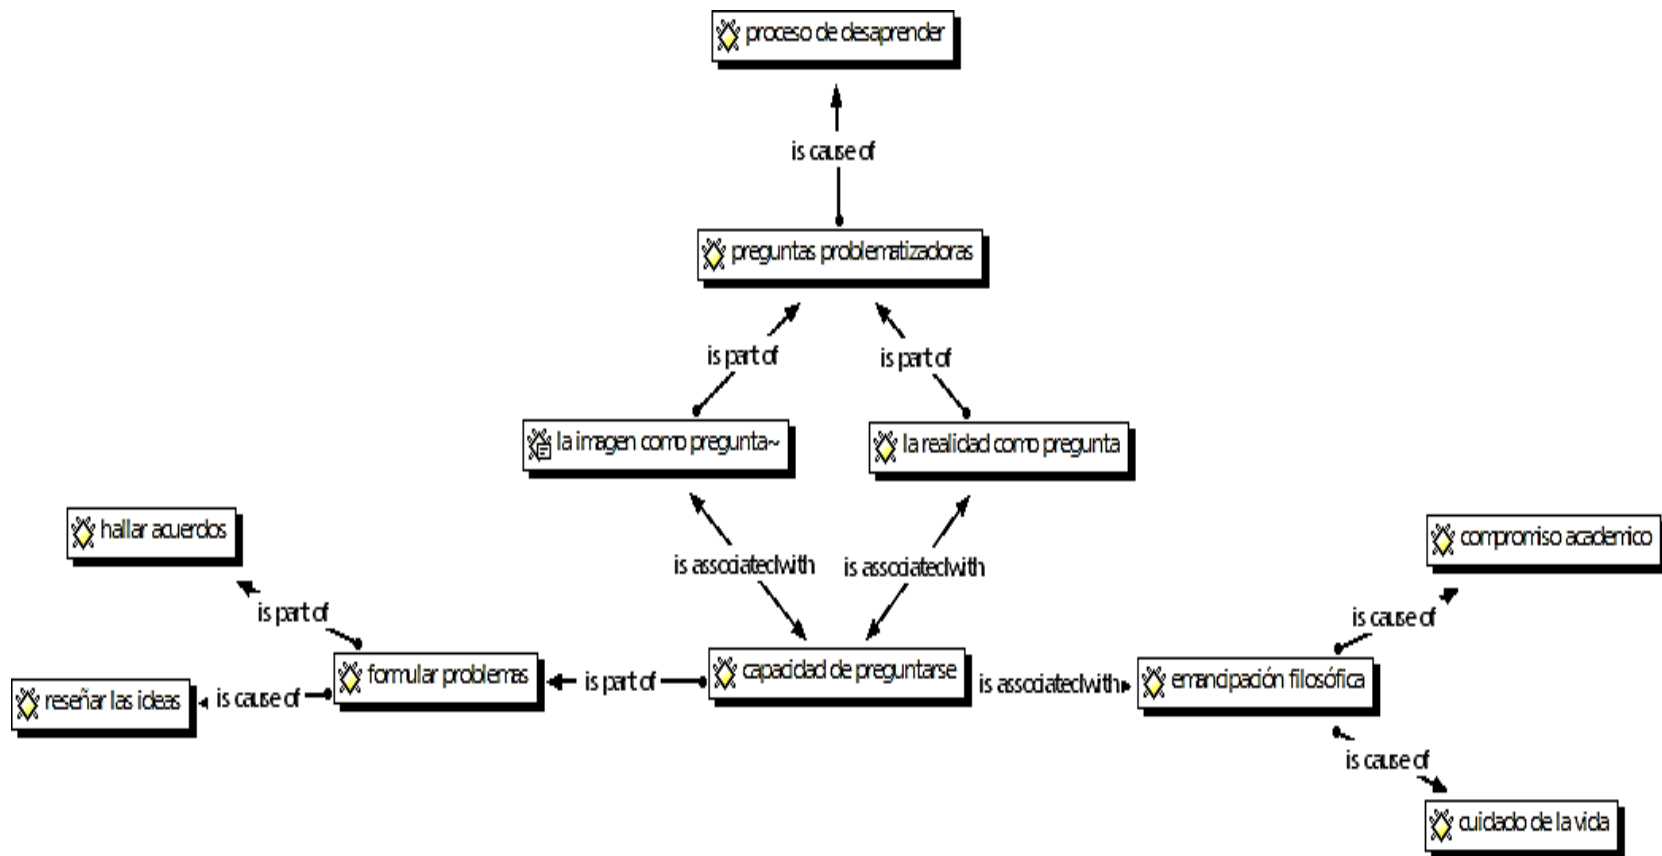 proceso de desaprender
is cause of
preguntas problematizadoras
is part of
is part of
la imagen como pregunta~
la realidad como pregunta
hallar acuerdos
compromiso academico
is associated with
is associated with
is part of
is cause of
formular problemas
is part of
capacidad de preguntarse
is associated with
emancipación filosófica
reseñar las ideas
is cause of
is cause of
cuidado de la vida